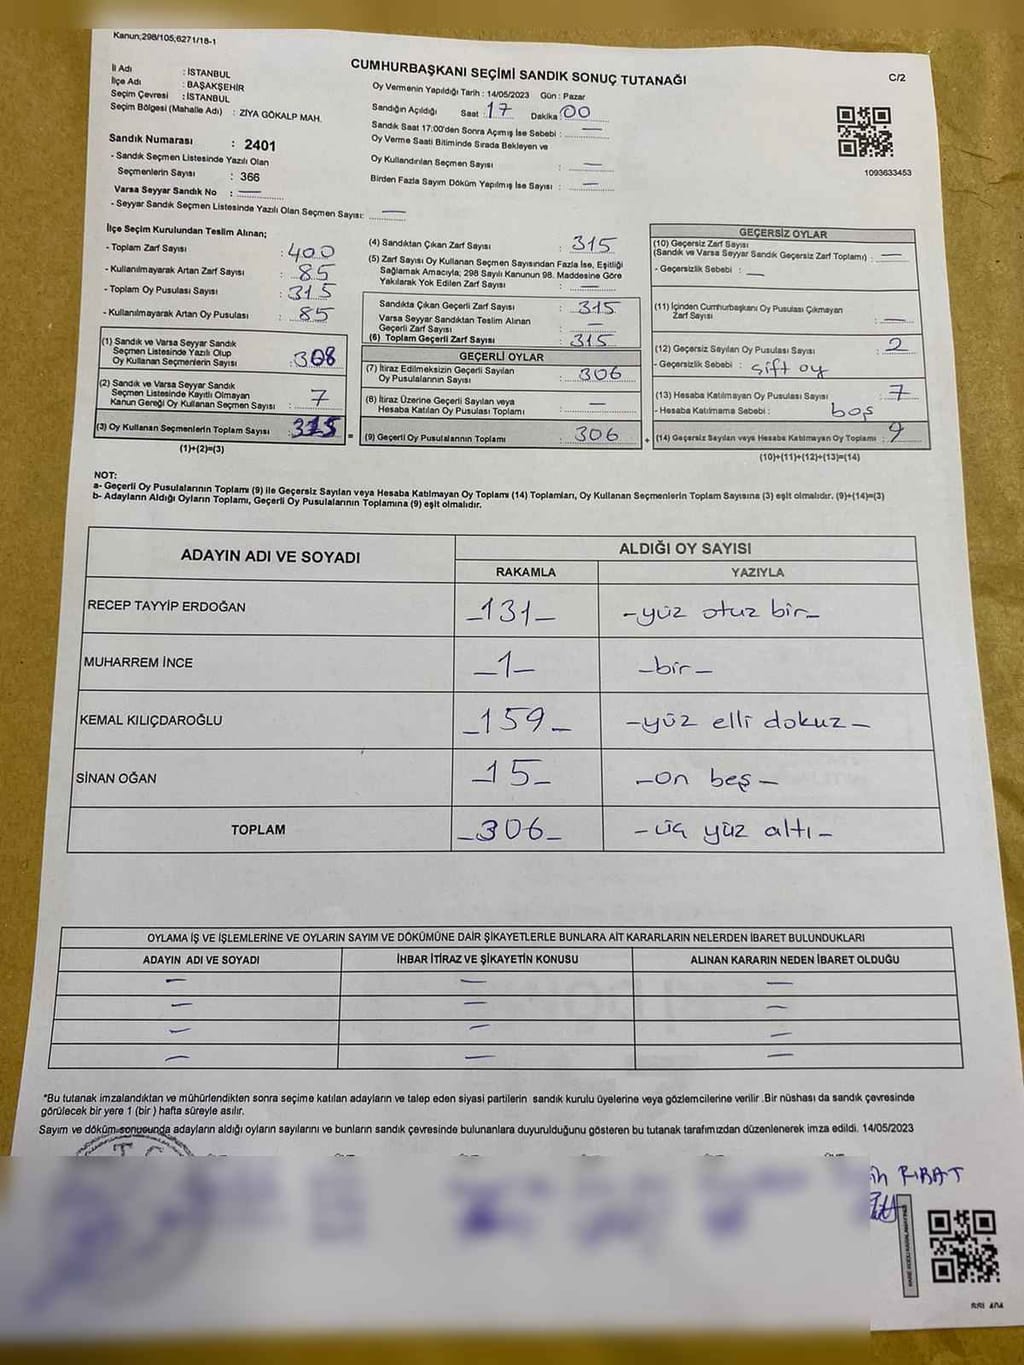 Kanun;298/105,6271/18-1
CUMHURBAŞKANI SEÇİMİ SANDIK SONUÇ TUTANAĞI
C/2
İl Adı : İSTANBUL
İlçe Adı : BAŞAKŞEHİR
Seçim Çevresi : İSTANBUL
Seçim Bölgesi (Mahalle Adı) : ZİYA GÖKALP MAH.
Sandık Numarası : 2401
- Sandık Seçmen Listesinde Yazılı Olan
Seçmenlerin Sayısı : 366
Varsa Seyyar Sandık No : —
- Seyyar Sandık Seçmen Listesinde Yazılı Olan Seçmen Sayısı: —
Oy Vermenin Yapıldığı Tarih : 14/05/2023 Gün : Pazar
Sandığın Açıldığı Saat : 17 Dakika : 00
Sandık Saat 17:00'den Sonra Açımış İse Sebebi : —
Oy Verme Saati Bitiminde Sırada Bekleyen ve
Oy Kullandırılan Seçmen Sayısı : —
Birden Fazla Sayım Döküm Yapılmış İse Sayısı : —
1093633453
İlçe Seçim Kurulundan Teslim Alınan;
- Toplam Zarf Sayısı : 400
- Kullanılmayarak Artan Zarf Sayısı : 85
- Toplam Oy Pusulası Sayısı : 315
- Kullanılmayarak Artan Oy Pusulası : 85
(1) Sandık ve Varsa Seyyar Sandık
Seçmen Listesinde Yazılı Olup
Oy Kullanan Seçmenlerin Sayısı : 308
(2) Sandık ve Varsa Seyyar Sandık
Seçmen Listesinde Kayıtlı Olmayan
Kanun Gereği Oy Kullanan Seçmen Sayısı : 7
(3) Oy Kullanan Seçmenlerin Toplam Sayısı : 315
(1)+(2)=(3)
(4) Sandıktan Çıkan Zarf Sayısı : 315
(5) Zarf Sayısı Oy Kullanan Seçmen Sayısından Fazla İse, Eşitliği
Sağlamak Amacıyla; 298 Sayılı Kanunun 98. Maddesine Göre
Yakılarak Yok Edilen Zarf Sayısı : —
Sandıkta Çıkan Geçerli Zarf Sayısı : 315
Varsa Seyyar Sandıktan Teslim Alınan
Geçerli Zarf Sayısı : —
(6) Toplam Geçerli Zarf Sayısı : 315
GEÇERLİ OYLAR
(7) İtiraz Edilmeksizin Geçerli Sayılan
Oy Pusulalarının Sayısı : 306
(8) İtiraz Üzerine Geçerli Sayılan veya
Hesaba Katılan Oy Pusulası Toplamı : —
(9) Geçerli Oy Pusulalarının Toplamı : 306
GEÇERSİZ OYLAR
(10) Geçersiz Zarf Sayısı
(Sandık ve Varsa Seyyar Sandık Geçersiz Zarf Toplamı) : —
- Geçersizlik Sebebi : —
(11) İçinden Cumhurbaşkanı Oy Pusulası Çıkmayan
Zarf Sayısı : —
(12) Geçersiz Sayılan Oy Pusulası Sayısı : 2
- Geçersizlik Sebebi : çift oy
(13) Hesaba Katılmayan Oy Pusulası Sayısı : 7
- Hesaba Katılmama Sebebi : boş
(14) Geçersiz Sayılan veya Hesaba Katılmayan Oy Toplamı : 9
(10)+(11)+(12)+(13)=(14)
NOT:
a- Geçerli Oy Pusulalarının Toplamı (9) ile Geçersiz Sayılan veya Hesaba Katılmayan Oy Toplamı (14) Toplamları, Oy Kullanan Seçmenlerin Toplam Sayısına (3) eşit olmalıdır. (9)+(14)=(3)
b- Adayların Aldığı Oyların Toplamı, Geçerli Oy Pusulalarının Toplamına (9) eşit olmalıdır.
ADAYIN ADI VE SOYADI ALDIĞI OY SAYISI
RAKAMLA YAZIYLA
RECEP TAYYİP ERDOĞAN -131- -yüz otuz bir-
MUHARREM İNCE -1- -bir-
KEMAL KILIÇDAROĞLU -159- -yüz elli dokuz-
SİNAN OĞAN -15- -on beş-
TOPLAM -306- -üç yüz altı-
OYLAMA İŞ VE İŞLEMLERİNE VE OYLARIN SAYIM VE DÖKÜMÜNE DAİR ŞİKAYETLERLE BUNLARA AİT KARARLARIN NELERDEN İBARET BULUNDUKLARI
ADAYIN ADI VE SOYADI İHBAR İTİRAZ VE ŞİKAYETİN KONUSU ALINAN KARARIN NEDEN İBARET OLDUĞU
— — —
— — —
— — —
— — —
*Bu tutanak imzalandıktan ve mühürlendikten sonra seçime katılan adayların ve talep eden siyasi partilerin sandık kurulu üyelerine veya gözlemcilerine verilir .Bir nüshası da sandık çevresinde
görülecek bir yere 1 (bir ) hafta süreyle asılır.
Sayım ve döküm sonucunda adayların aldığı oyların sayılarını ve bunların sandık çevresinde bulunanlara duyurulduğunu gösteren bu tutanak tarafımızdan düzenlenerek imza edildi. 14/05/2023
T.C.
FIRAT